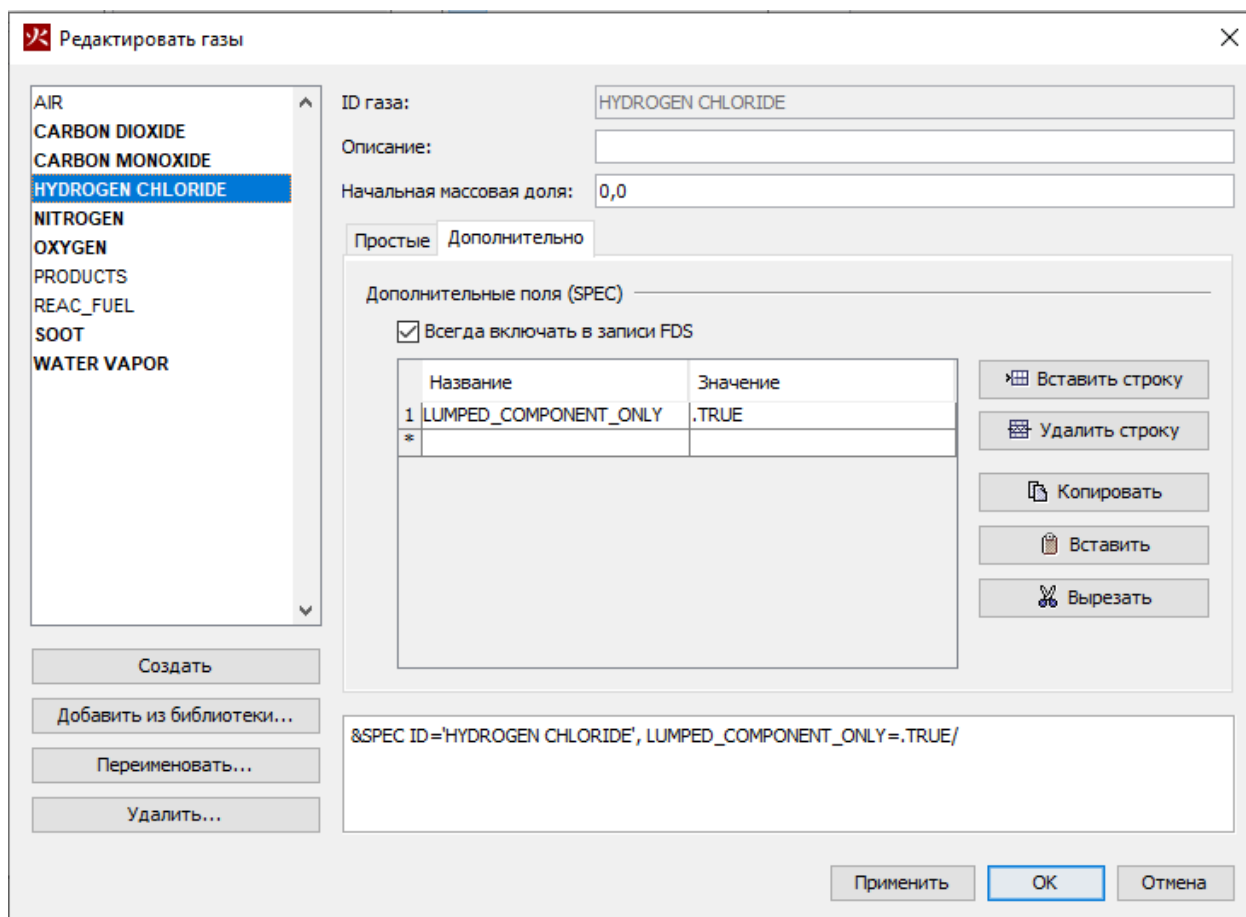 Редактировать газы
AIR
CARBON DIOXIDE
CARBON MONOXIDE
HYDROGEN CHLORIDE
NITROGEN
OXYGEN
PRODUCTS
REAC_FUEL
SOOT
WATER VAPOR
Создать
Добавить из библиотеки...
Переименовать...
Удалить...
ID газа: HYDROGEN CHLORIDE
Описание:
Начальная массовая доля: 0,0
Простые Дополнительно
Дополнительные поля (SPEC)
Всегда включать в записи FDS
Название Значение
1 LUMPED_COMPONENT_ONLY .TRUE
*
Вставить строку
Удалить строку
Копировать
Вставить
Вырезать
&SPEC ID='HYDROGEN CHLORIDE', LUMPED_COMPONENT_ONLY=.TRUE/
Применить OK Отмена